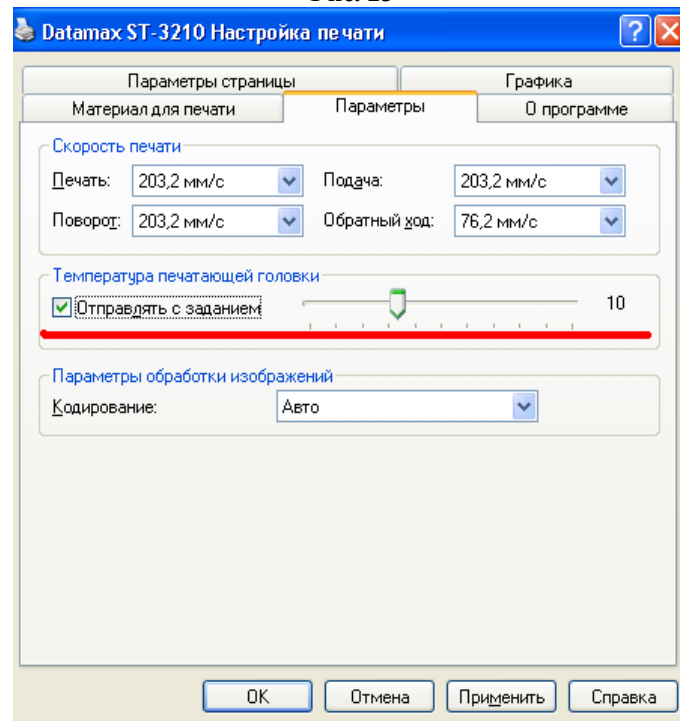 Datamax ST-3210 Настройка печати
Параметры страницы Графика
Материал для печати Параметры О программе
Скорость печати
Печать: 203,2 мм/с Подача: 203,2 мм/с
Поворот: 203,2 мм/с Обратный ход: 76,2 мм/с
Температура печатающей головки
Отправлять с заданием 10
Параметры обработки изображений
Кодирование: Авто
OK Отмена Применить Справка